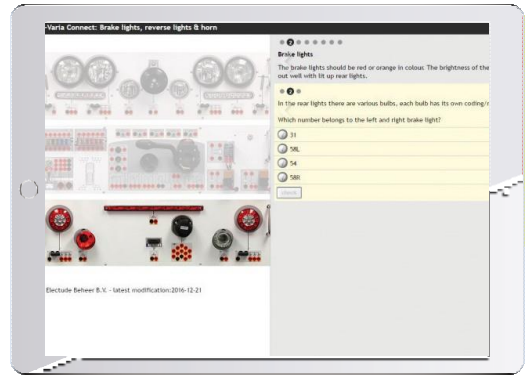 -Varia Connect: Brake lights, reverse lights & horn
2
Brake lights
The brake lights should be red or orange in colour. The brightness of the
out well with lit up rear lights.
2
In the rear lights there are various bulbs, each bulb has its own coding/
Which number belongs to the left and right brake light?
31
58L
54
58R
check
Electude Beheer B.V. - latest modification:2016-12-21